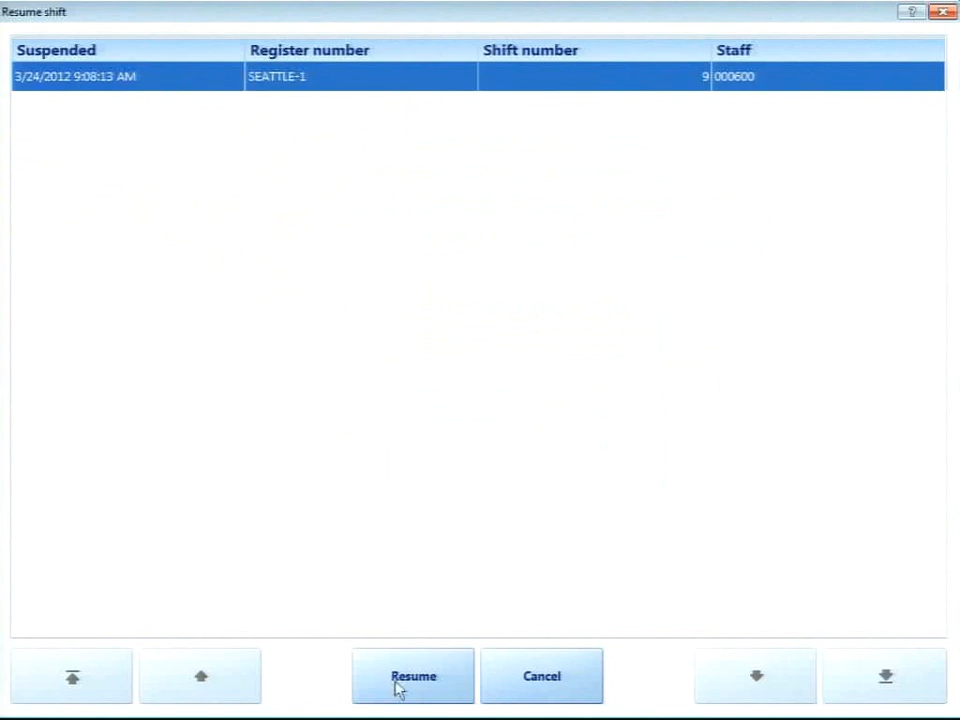 Resume shift
Suspended Register number Shift number Staff
3/24/2012 9:08:13 AM SEATTLE-1 9 000600
Resume Cancel